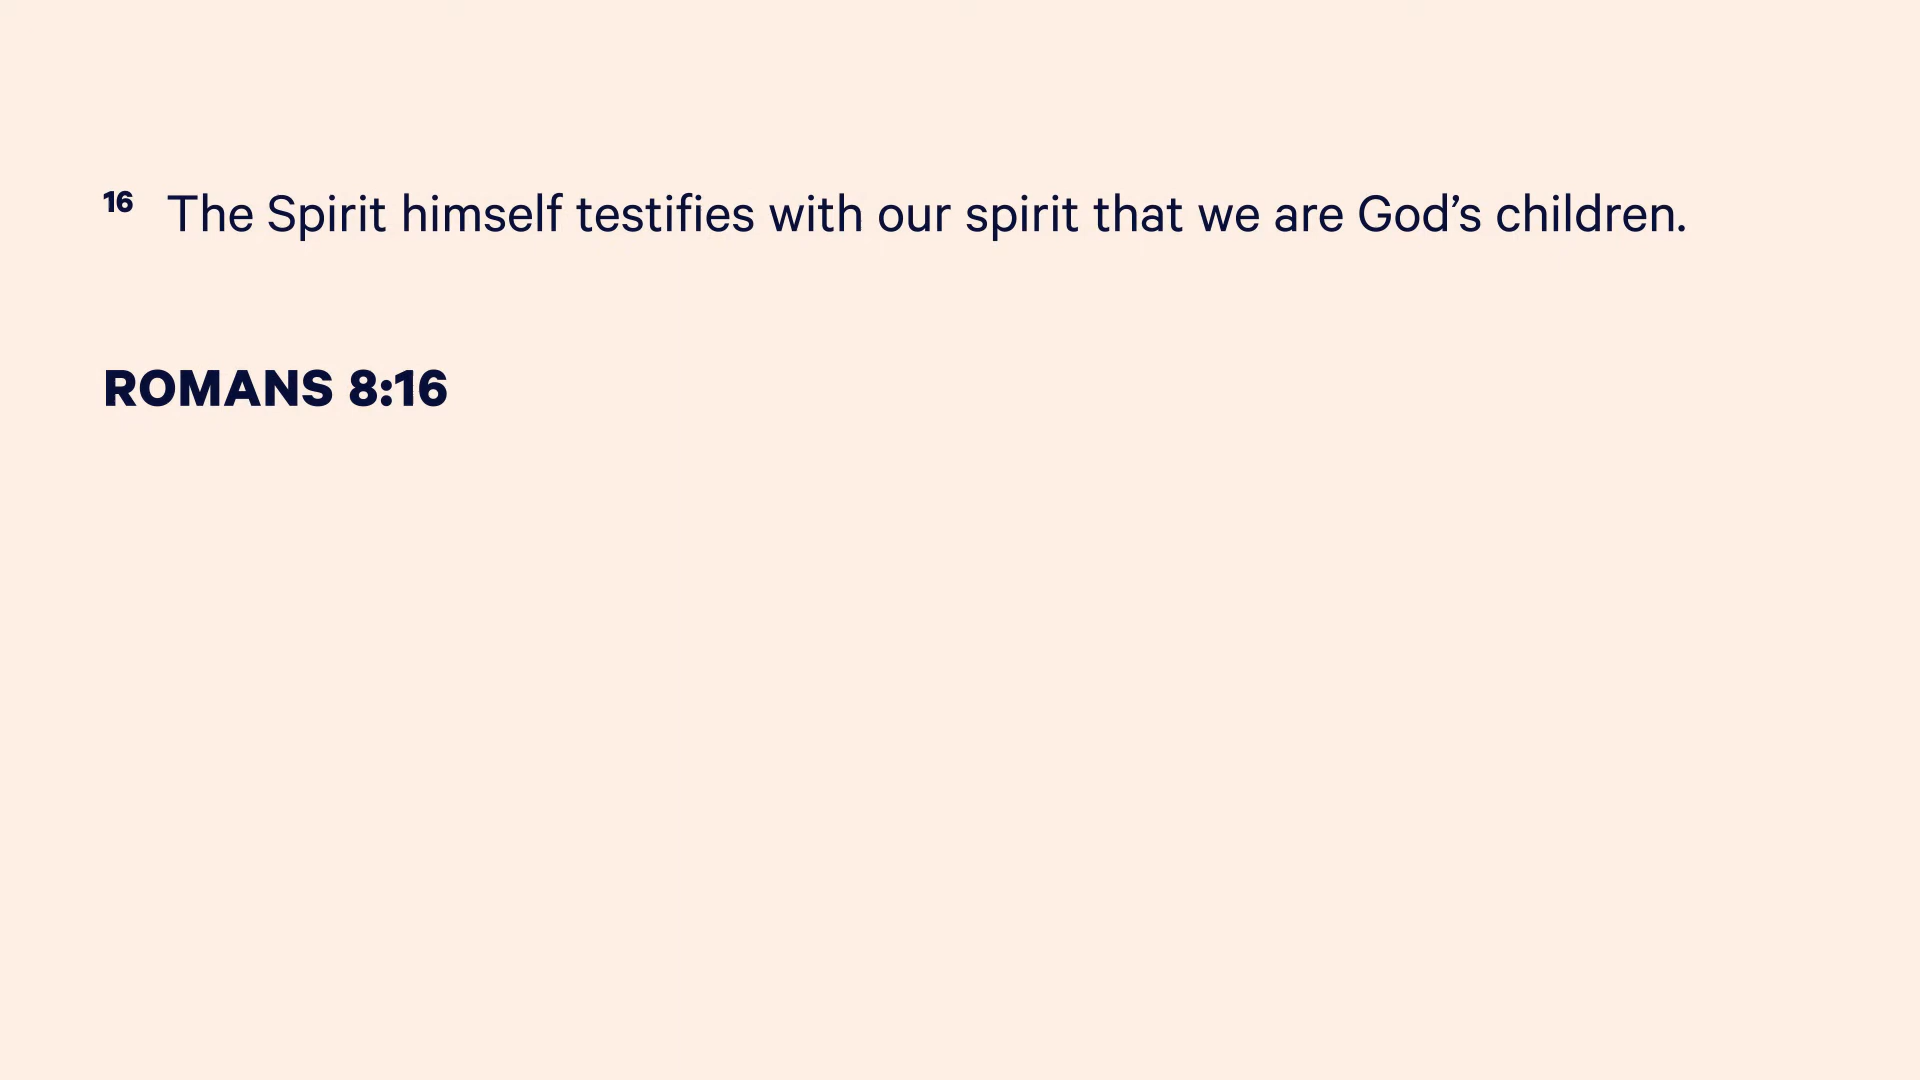 16 The Spirit himself testifies with our spirit that we are God’s children.
ROMANS 8:16